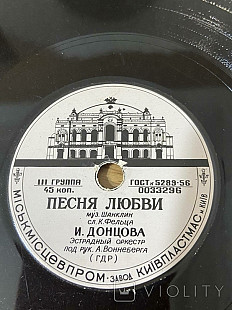 III ГРУППА
45 коп.
ГОСТ 5289-56
0033296
ПЕСНЯ ЛЮБВИ
муз. Шанклин
сл. К. Фельца
И. ДОНЦОВА
ЭСТРАДНЫЙ ОРКЕСТР
ПОД РУК. А. Воннеберга
(ГДР)
МІСЬКМІСЦЕВПРОМ · ЗАВОД КИЇВПЛАСТМАС м. КИЇВ
VIOLITY